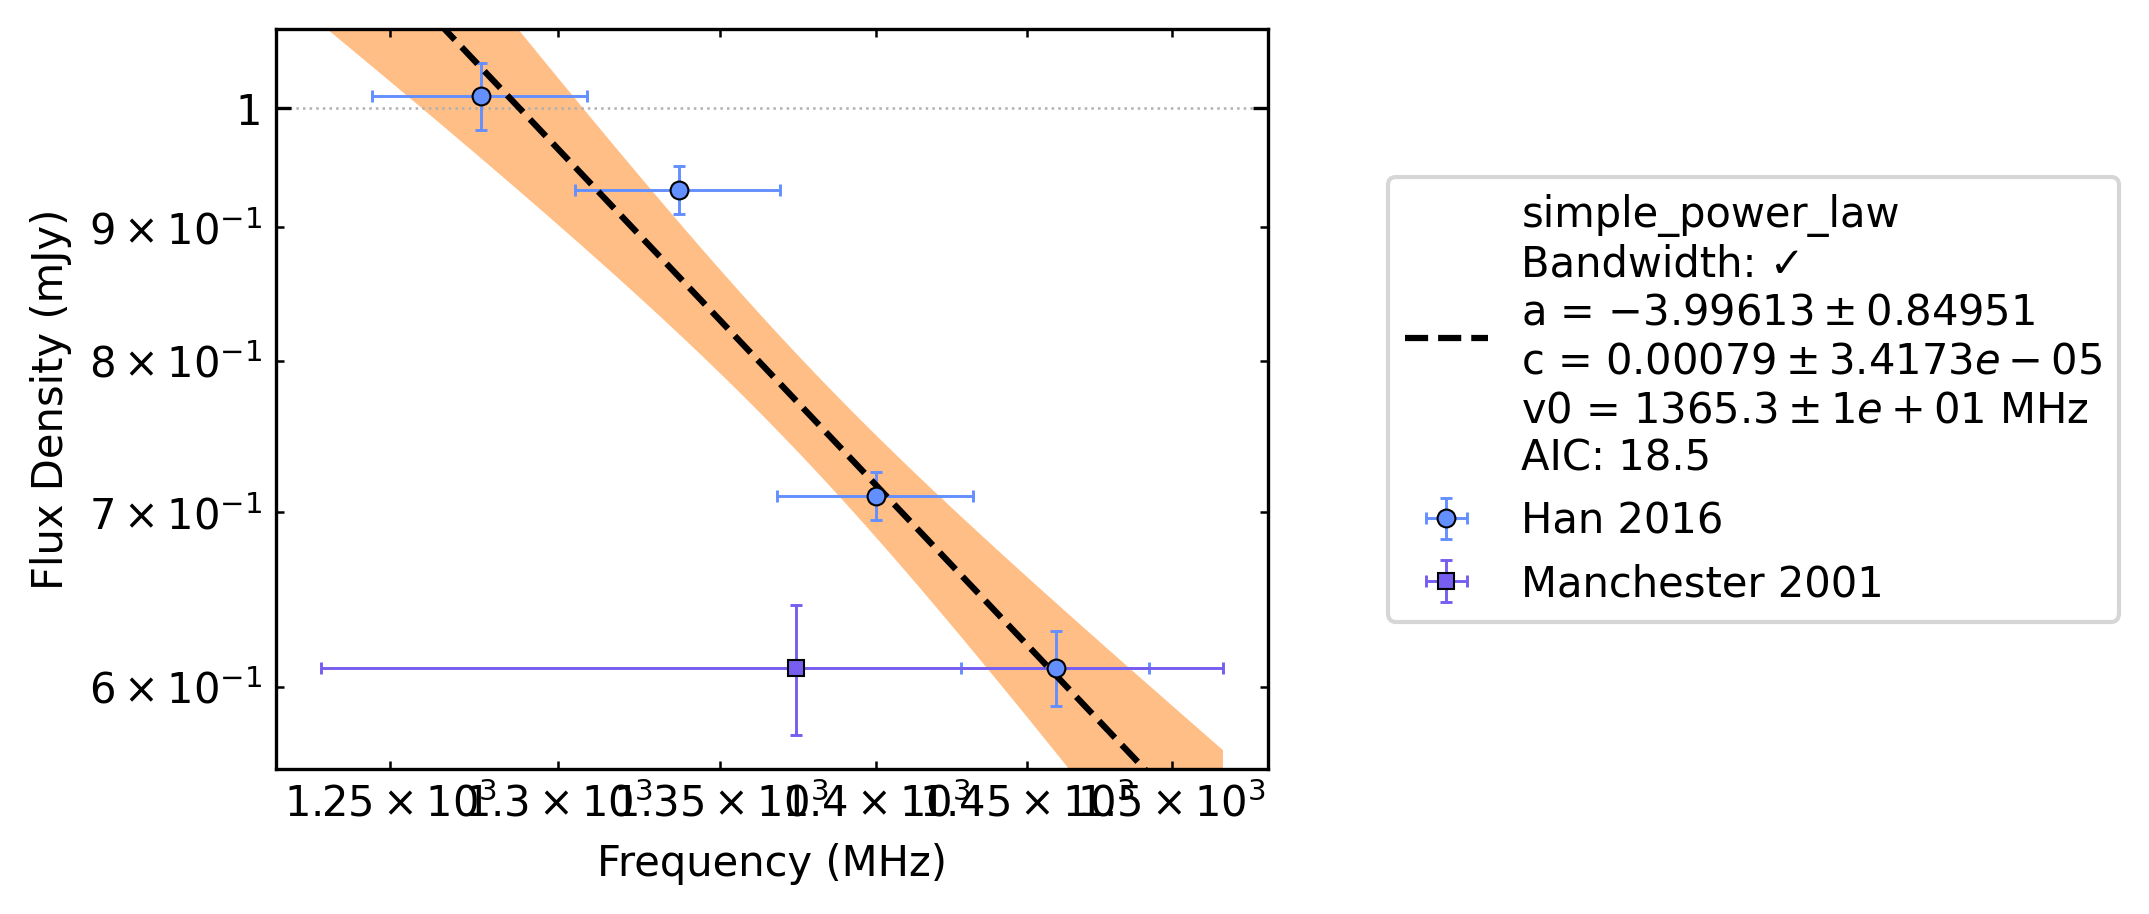 1
9 × 10⁻¹
8 × 10⁻¹
7 × 10⁻¹
6 × 10⁻¹
Flux Density (mJy)
1.25 × 10³ 1.3 × 10³ 1.35 × 10³ 1.4 × 10³ 1.45 × 10³ 1.5 × 10³
Frequency (MHz)
simple_power_law
Bandwidth: ✓
a = −3.99613 ± 0.84951
c = 0.00079 ± 3.4173e − 05
v0 = 1365.3 ± 1e + 01 MHz
AIC: 18.5
Han 2016
Manchester 2001